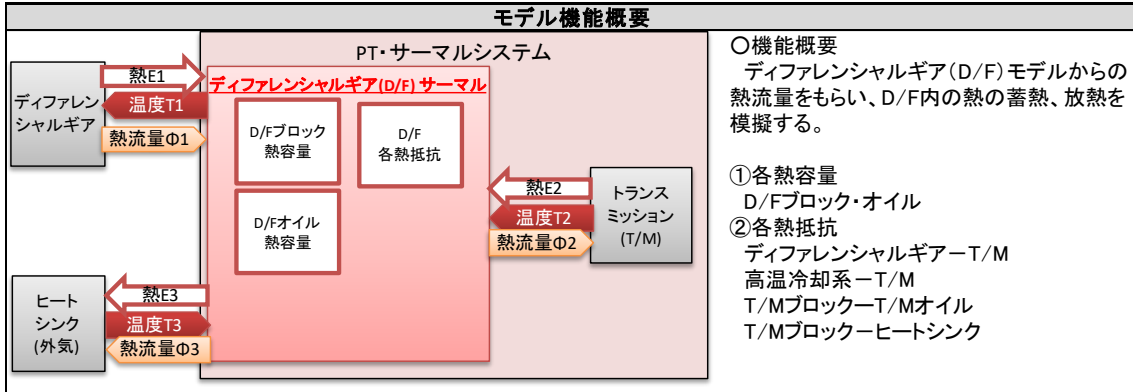 モデル機能概要
PT・サーマルシステム
ディファレン
シャルギア
熱E1
温度T1
熱流量Φ1
ディファレンシャルギア(D/F) サーマル
D/Fブロック
熱容量
D/F
各熱抵抗
D/Fオイル
熱容量
熱E2
温度T2
熱流量Φ2
トランス
ミッション
(T/M)
ヒート
シンク
(外気)
熱E3
温度T3
熱流量Φ3
〇機能概要
ディファレンシャルギア(D/F)モデルからの
熱流量をもらい、D/F内の熱の蓄熱、放熱を
模擬する。
①各熱容量
D/Fブロック・オイル
②各熱抵抗
ディファレンシャルギアーT/M
高温冷却系ーT/M
T/MブロックーT/Mオイル
T/Mブロックーヒートシンク